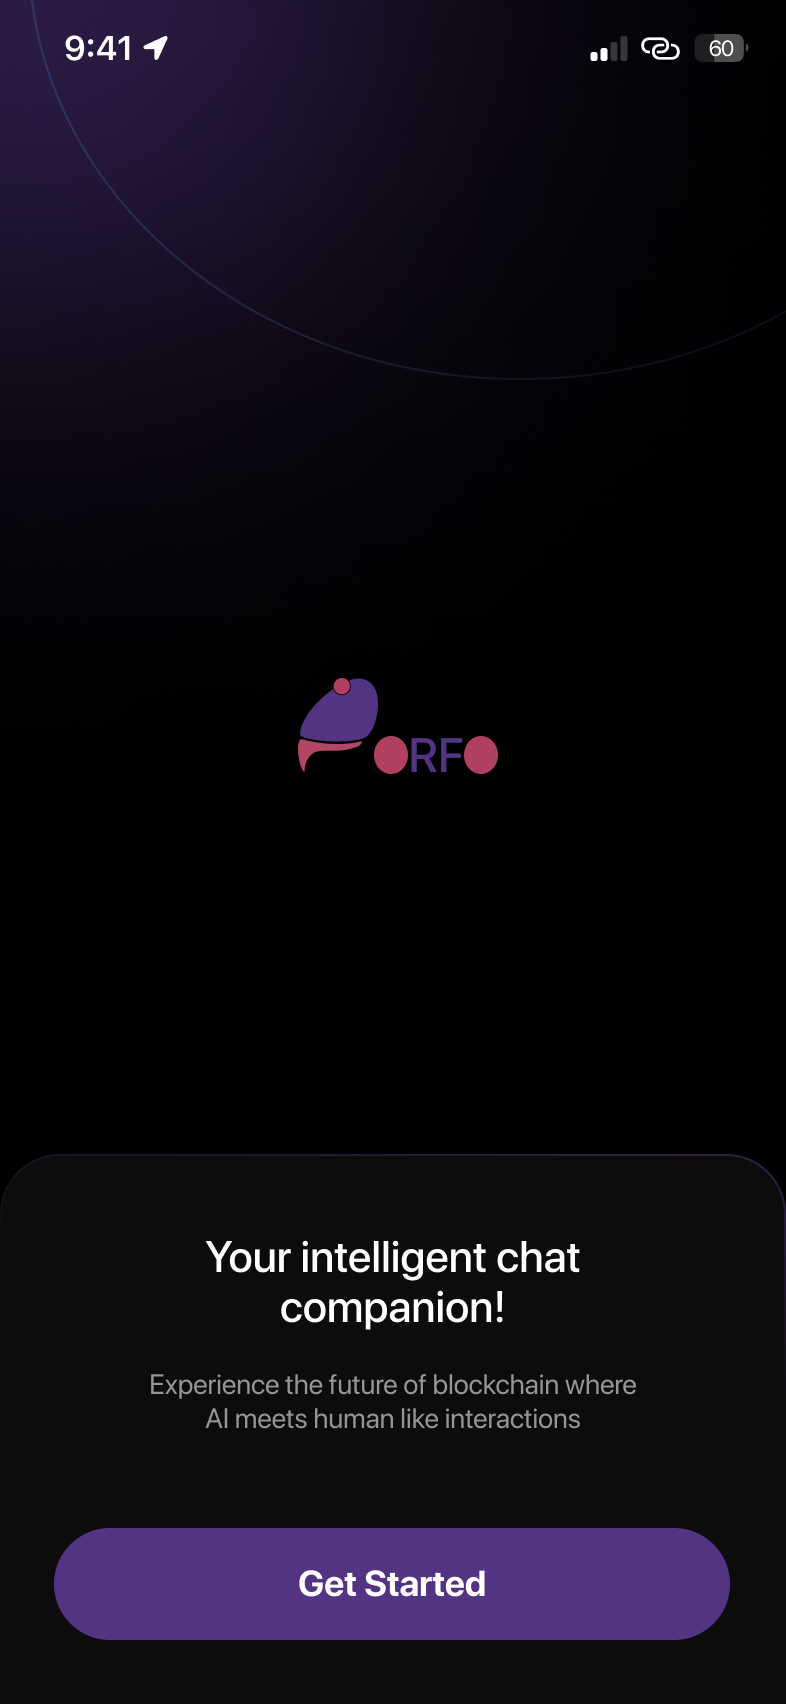 9:41
60
ORFO
Your intelligent chat
companion!
Experience the future of blockchain where
AI meets human like interactions
Get Started